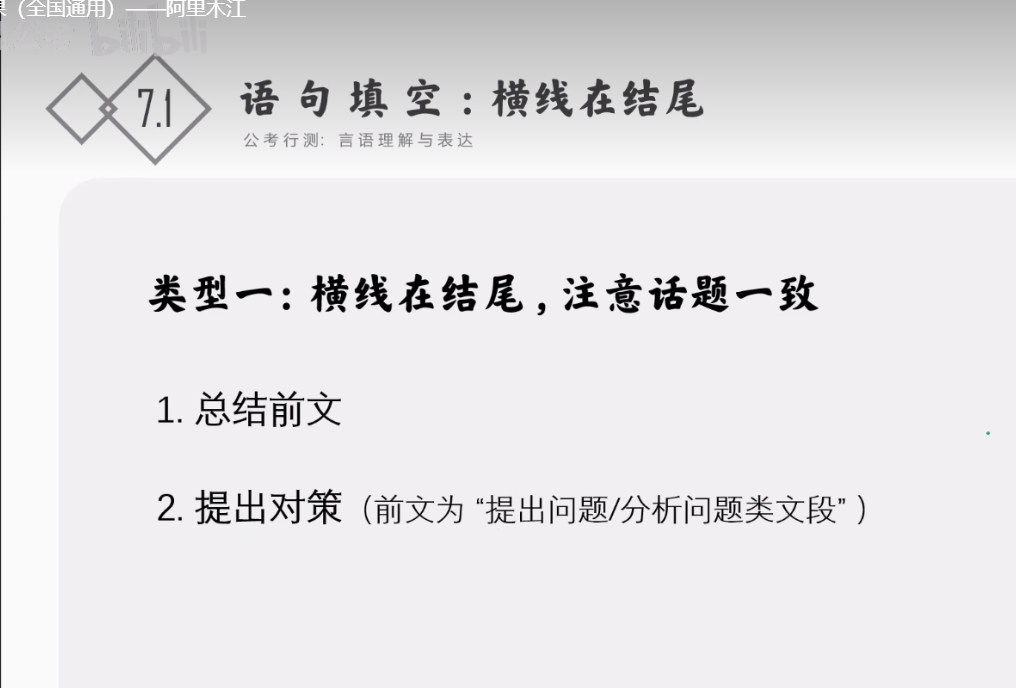 （全国通用）——阿里木江
bilibili
7.1
语句填空：横线在结尾
公考行测：言语理解与表达
类型一：横线在结尾，注意话题一致
1. 总结前文
2. 提出对策（前文为“提出问题/分析问题类文段”）